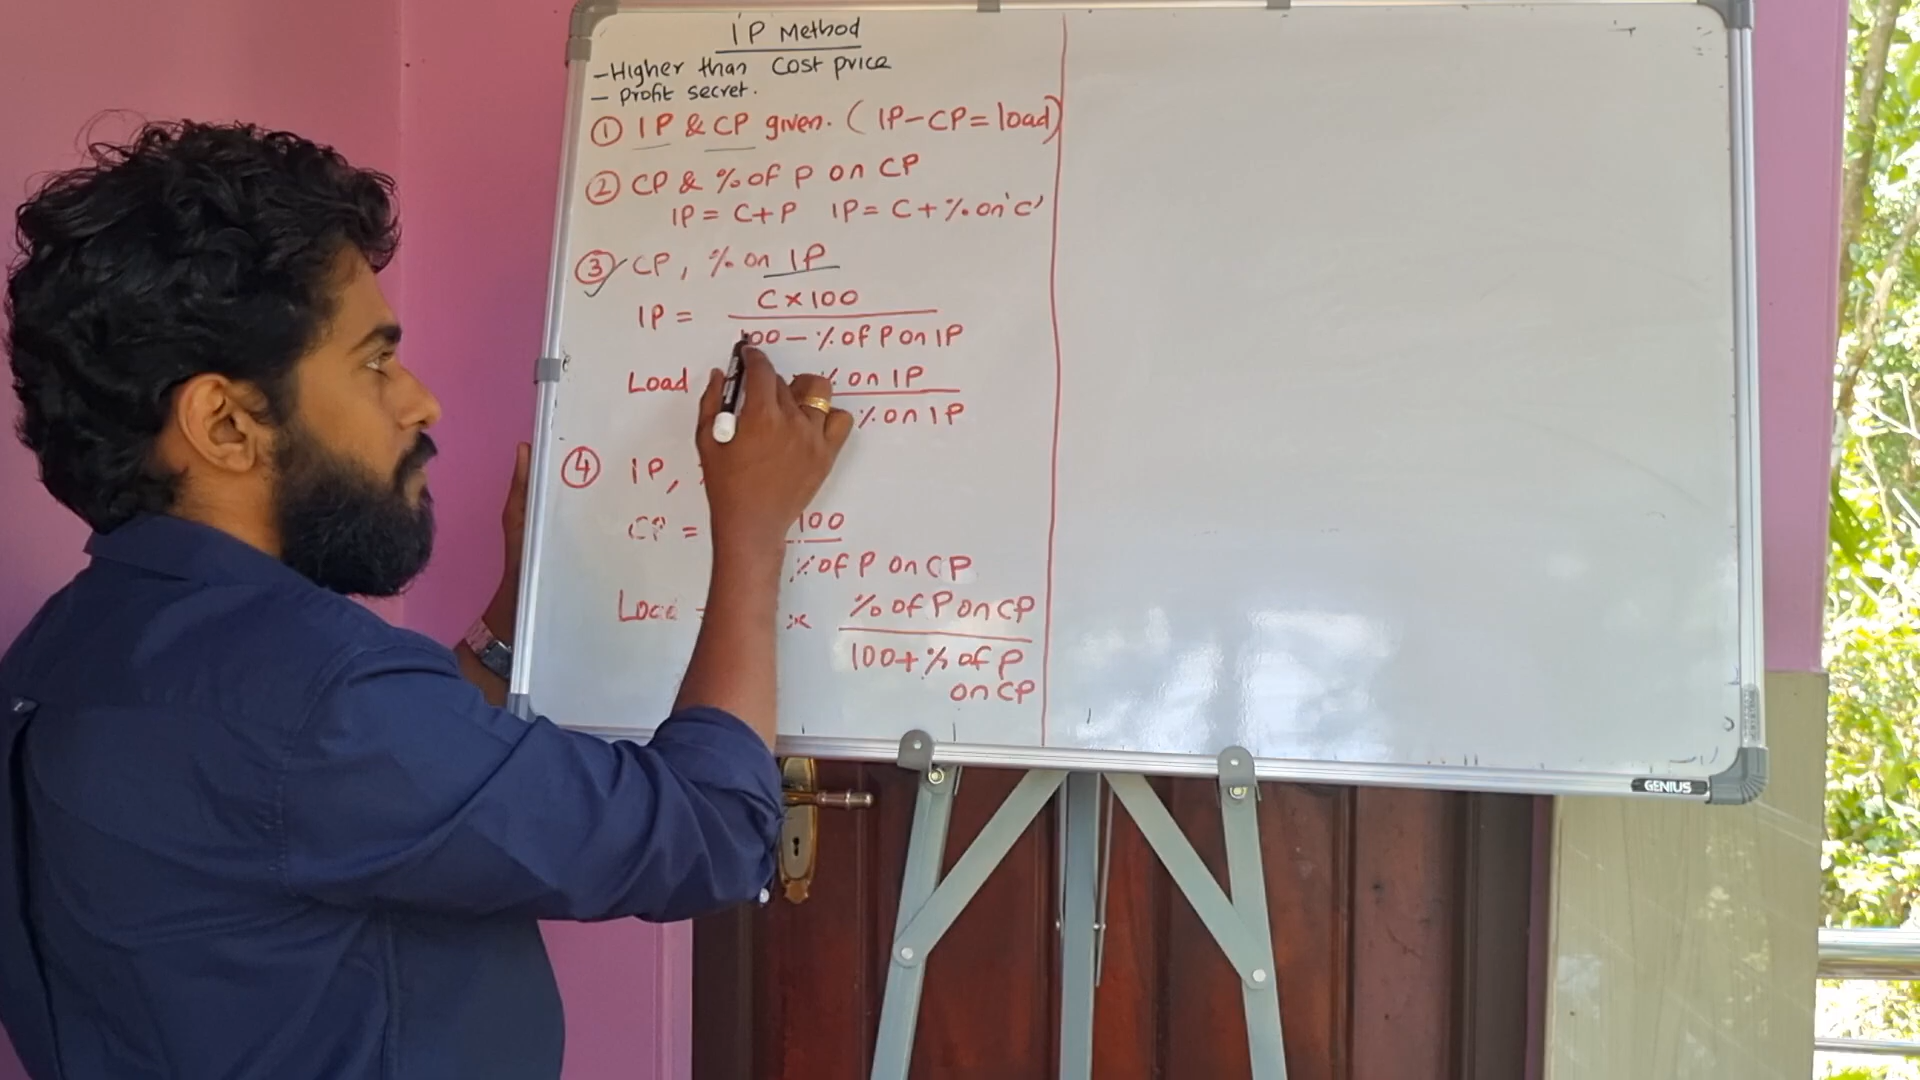 IP Method
- Higher than Cost price
- Profit secret.
① IP & CP given. (IP-CP=load)
② CP & % of P on CP
IP = C+P IP = C+%on'C'
③ CP, % on IP
IP = C×100
100 - % of P on IP
Load % on IP
% on IP
④ IP,
CP = 100
% of P on CP
Load × % of P on CP
100+% of P
on CP
GENIUS